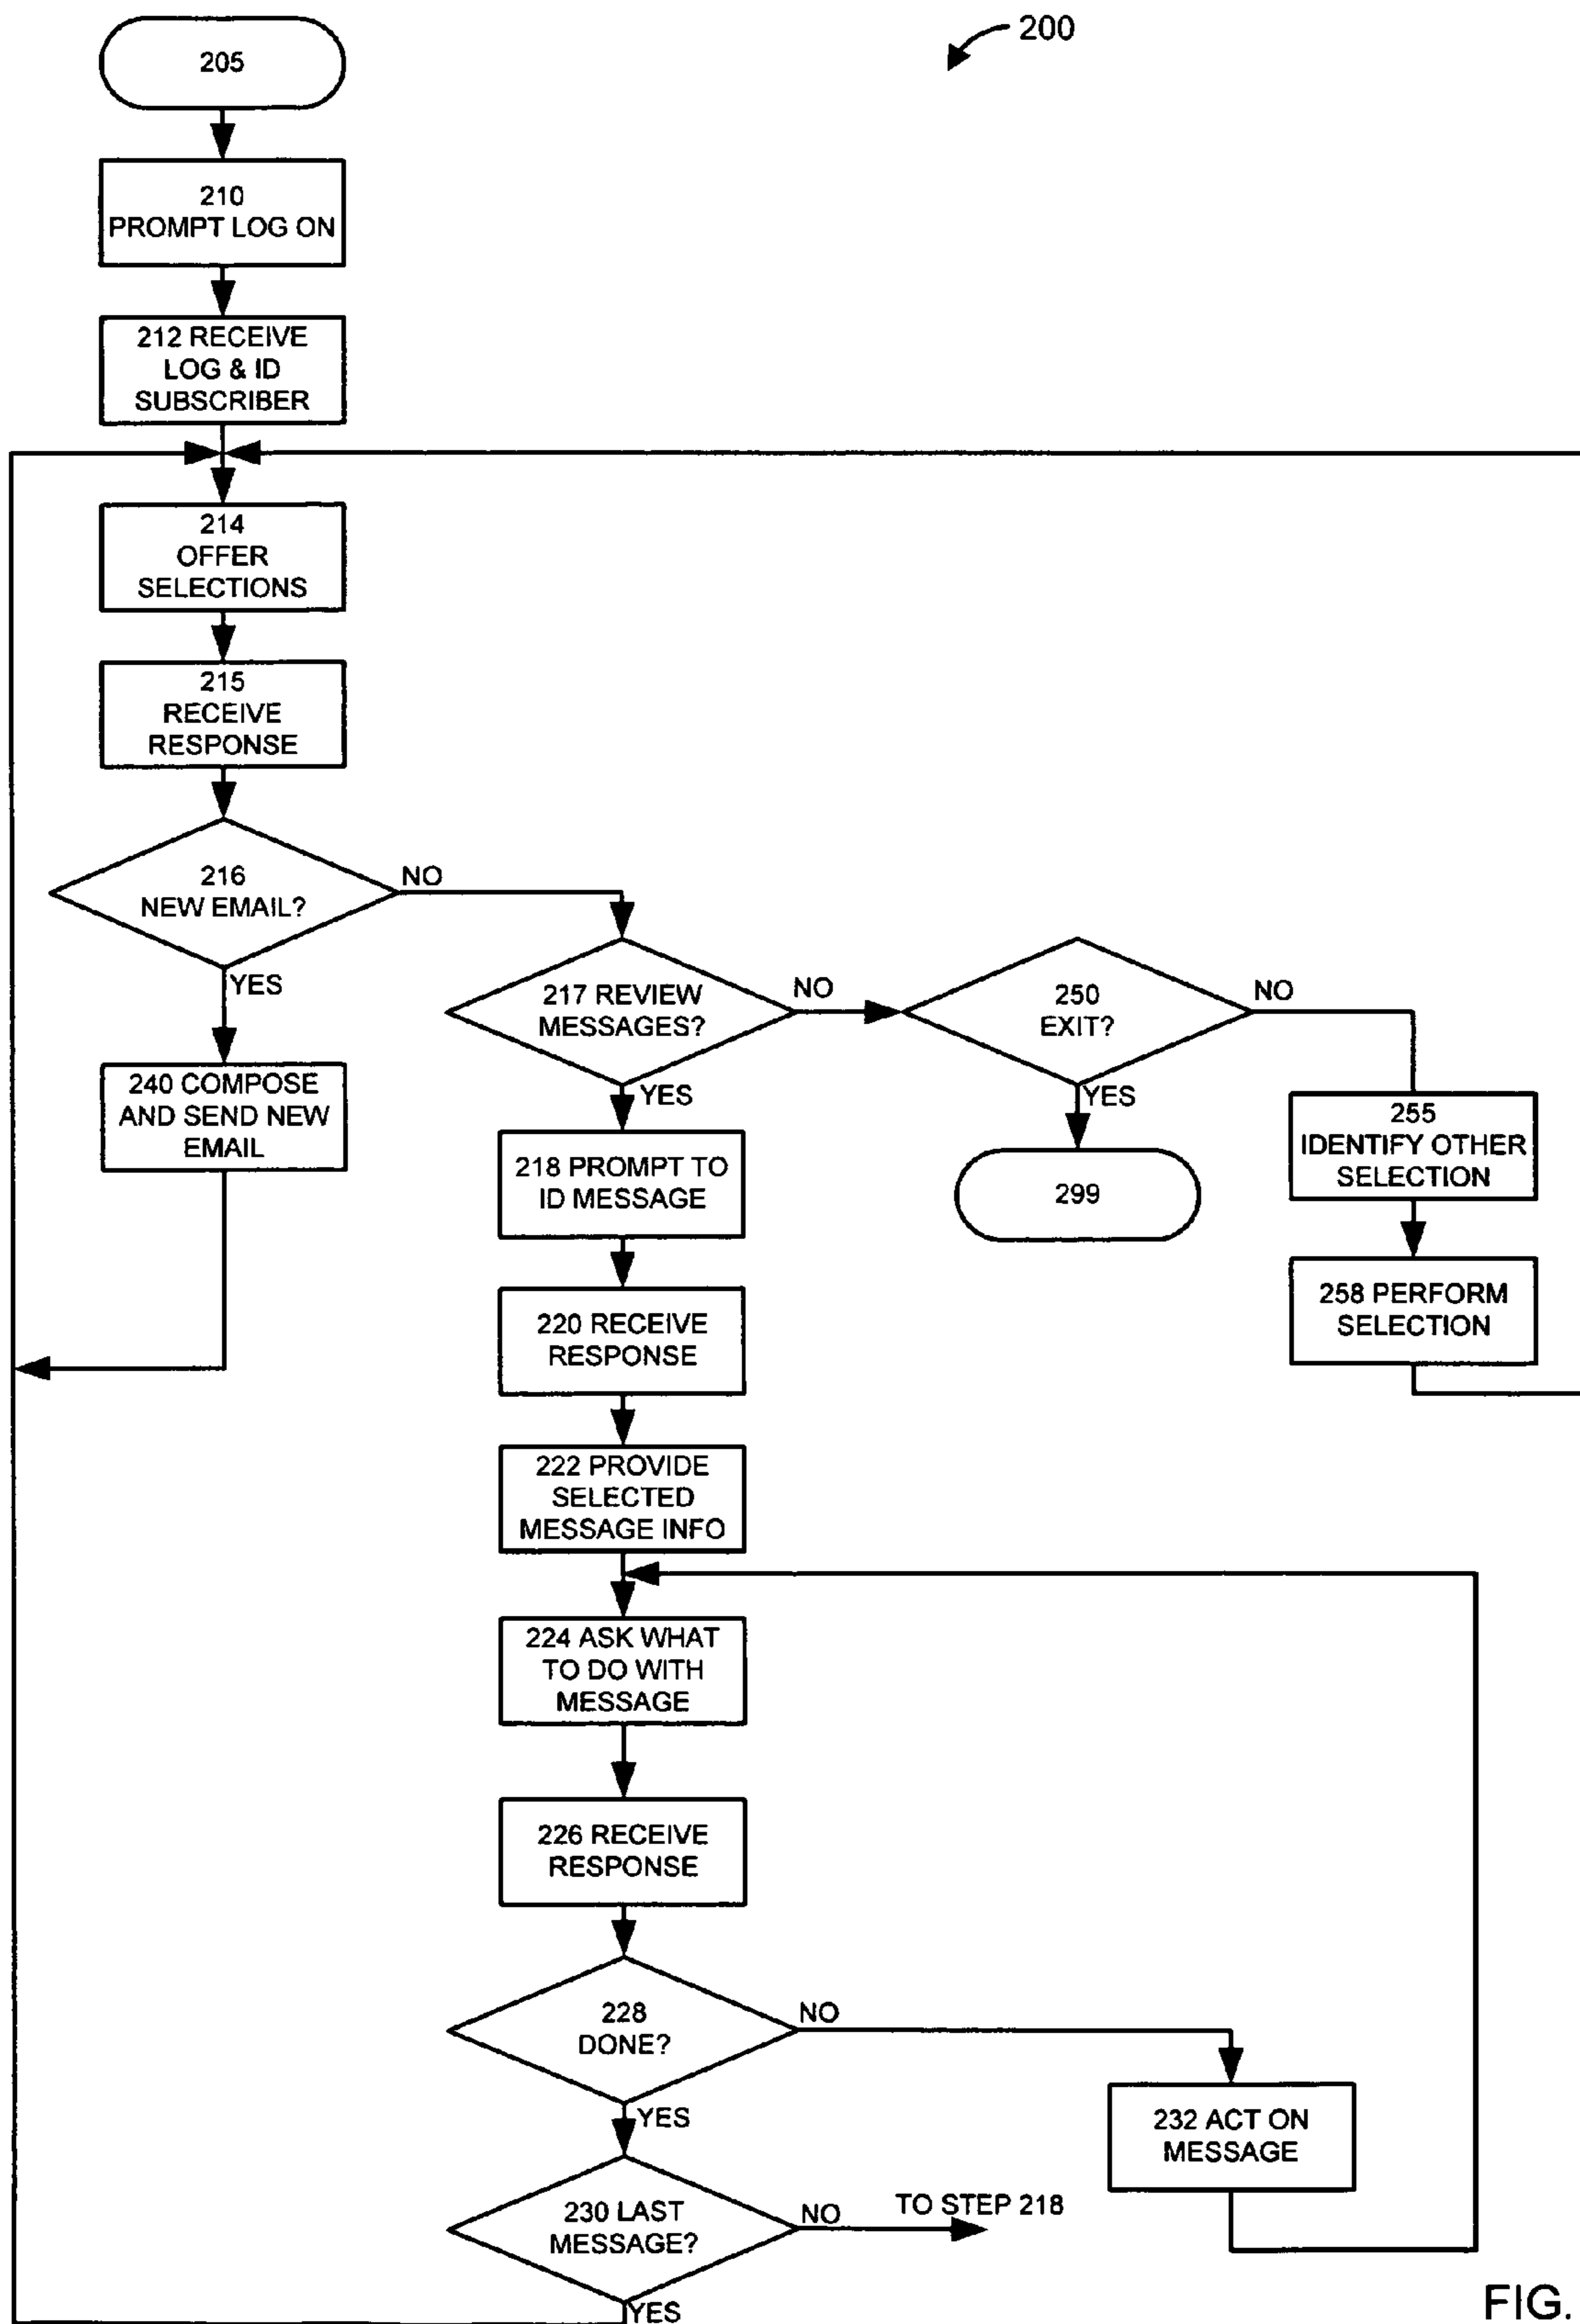 200
205
210
PROMPT LOG ON
212 RECEIVE
LOG & ID
SUBSCRIBER
214
OFFER
SELECTIONS
215
RECEIVE
RESPONSE
216
NEW EMAIL?
NO
YES
240 COMPOSE
AND SEND NEW
EMAIL
217 REVIEW
MESSAGES?
NO
YES
250
EXIT?
NO
YES
299
255
IDENTIFY OTHER
SELECTION
258 PERFORM
SELECTION
218 PROMPT TO
ID MESSAGE
220 RECEIVE
RESPONSE
222 PROVIDE
SELECTED
MESSAGE INFO
224 ASK WHAT
TO DO WITH
MESSAGE
226 RECEIVE
RESPONSE
228
DONE?
NO
YES
232 ACT ON
MESSAGE
230 LAST
MESSAGE?
NO
TO STEP 218
YES
FIG.